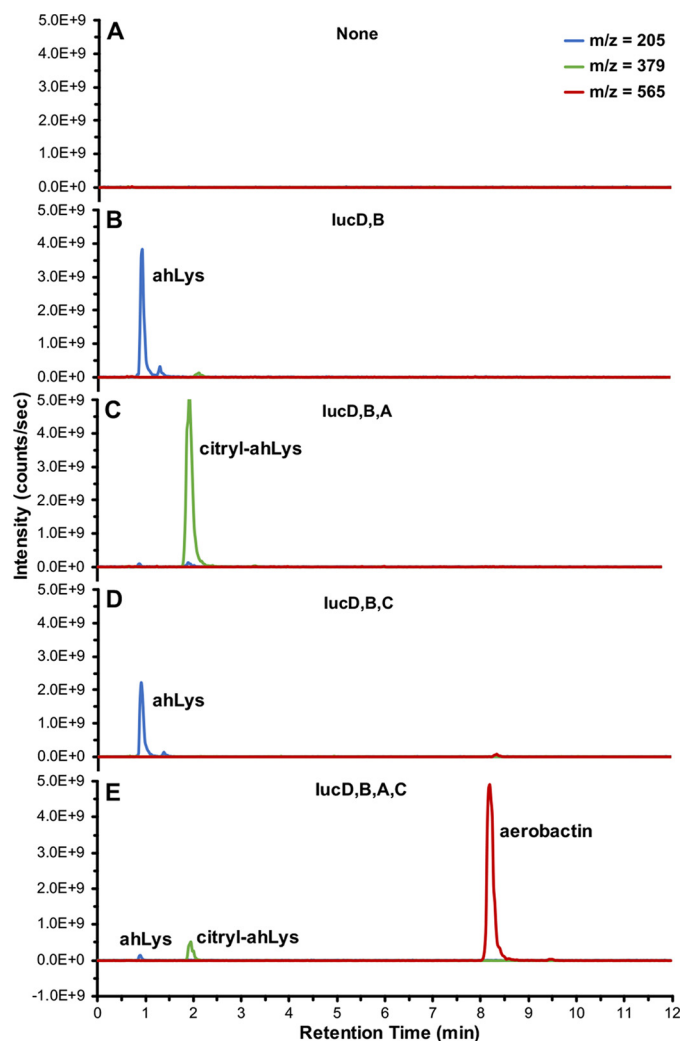 A
None
m/z = 205
m/z = 379
m/z = 565
5.0E+9
4.0E+9
3.0E+9
2.0E+9
1.0E+9
0.0E+0
B
IucD,B
ahLys
5.0E+9
4.0E+9
3.0E+9
2.0E+9
1.0E+9
0.0E+0
C
IucD,B,A
citryl-ahLys
5.0E+9
4.0E+9
3.0E+9
2.0E+9
1.0E+9
0.0E+0
D
IucD,B,C
ahLys
5.0E+9
4.0E+9
3.0E+9
2.0E+9
1.0E+9
0.0E+0
E
IucD,B,A,C
aerobactin
ahLys
citryl-ahLys
5.0E+9
4.0E+9
3.0E+9
2.0E+9
1.0E+9
0.0E+0
-1.0E+9
Intensity (counts/sec)
0 1 2 3 4 5 6 7 8 9 10 11 12
Retention Time (min)